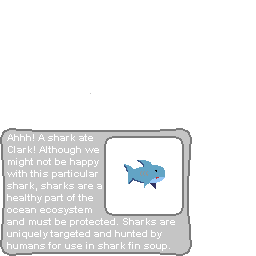 Ahhh! A shark ate
Clark! Although we
might not be happy
with this particular
shark, sharks are a
healthy part of the
ocean ecosystem
and must be protected. Sharks are
uniquely targeted and hunted by
humans for use in shark fin soup.